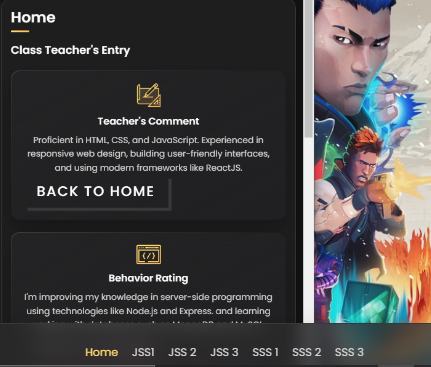 Home
Class Teacher's Entry
Teacher's Comment
Proficient in HTML, CSS, and JavaScript. Experienced in
responsive web design, building user-friendly interfaces,
and using modern frameworks like ReactJS.
BACK TO HOME
Behavior Rating
I'm improving my knowledge in server-side programming
using technologies like Node.js and Express. and learning
Home JSS1 JSS 2 JSS 3 SSS 1 SSS 2 SSS 3